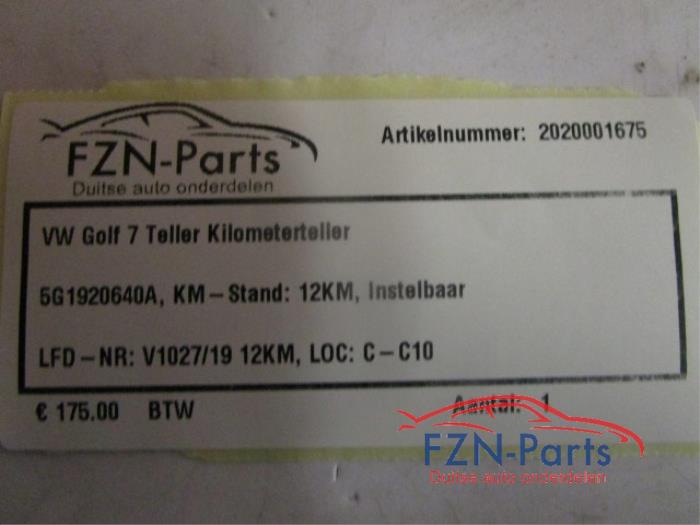 FZN-Parts
Duitse auto onderdelen
Artikelnummer: 2020001675
VW Golf 7 Teller Kilometerteller
5G1920640A, KM-Stand: 12KM, Instelbaar
LFD-NR: V1027/19 12KM, LOC: C-C10
€ 175.00 BTW
Aantal: 1
FZN-Parts
Duitse auto onderdelen